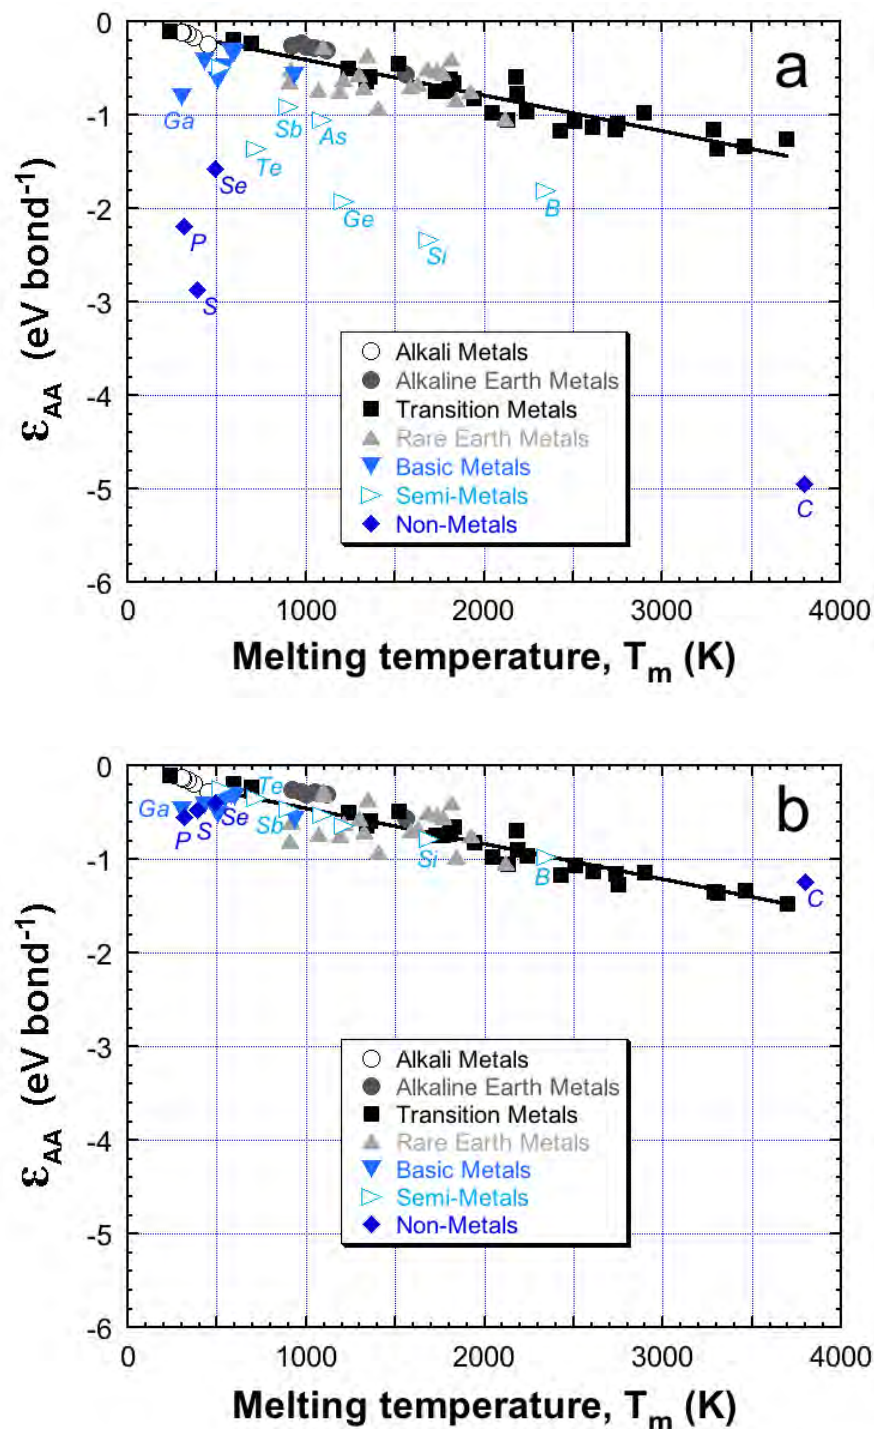 a
0
-1
-2
-3
-4
-5
-6
ε_AA (eV bond⁻¹)
Ga
Sb
As
Te
Se
Ge
B
P
Si
S
C
Alkali Metals
Alkaline Earth Metals
Transition Metals
Rare Earth Metals
Basic Metals
Semi-Metals
Non-Metals
0 1000 2000 3000 4000
Melting temperature, T_m (K)
b
0
-1
-2
-3
-4
-5
-6
ε_AA (eV bond⁻¹)
Te
Ga
P
S
Se
Sb
Si
B
C
Alkali Metals
Alkaline Earth Metals
Transition Metals
Rare Earth Metals
Basic Metals
Semi-Metals
Non-Metals
0 1000 2000 3000 4000
Melting temperature, T_m (K)